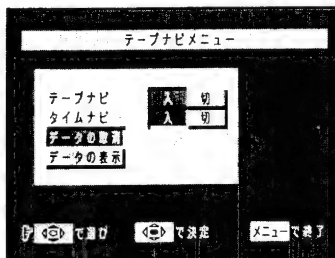 テープナビメニュー
テープナビ 入 切
タイムナビ 入 切
データの取消
データの表示
で選び で決定 メニューで終了